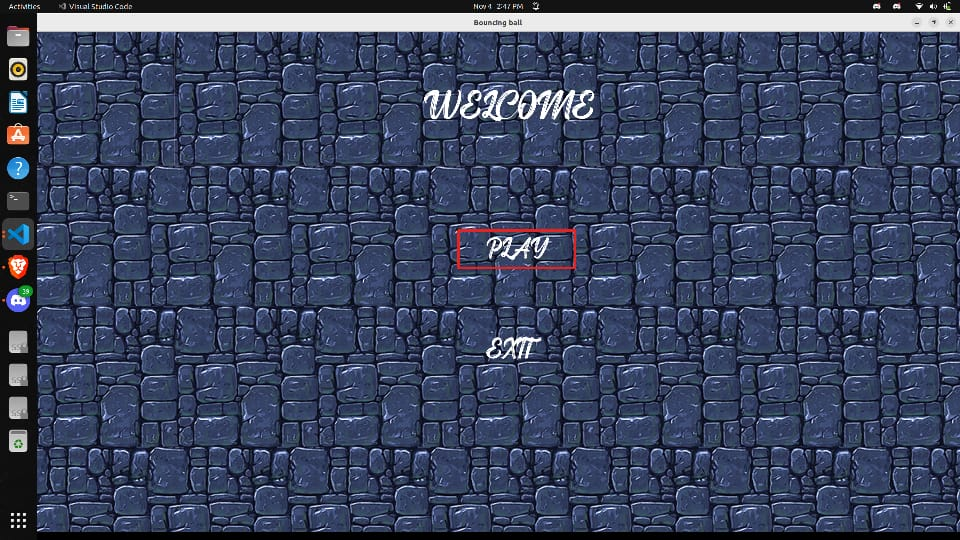 Activities Visual Studio Code Nov 4 2:47 PM
Bouncing ball
WELCOME
PLAY
EXIT